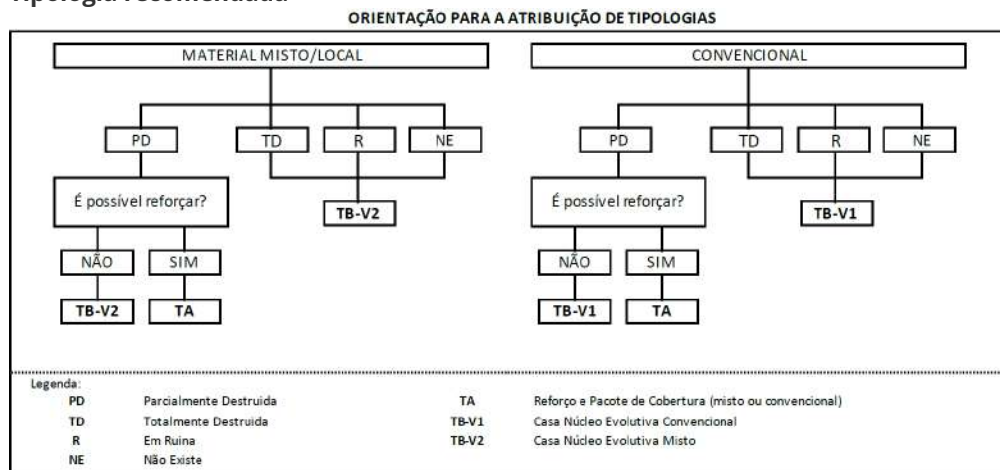 Tipologia recomendada
ORIENTAÇÃO PARA A ATRIBUIÇÃO DE TIPOLOGIAS
MATERIAL MISTO/LOCAL
CONVENCIONAL
PD TD R NE
PD TD R NE
É possível reforçar?
TB-V2
É possível reforçar?
TB-V1
NÃO SIM
NÃO SIM
TB-V2 TA
TB-V1 TA
Legenda:
PD Parcialmente Destruida
TA Reforço e Pacote de Cobertura (misto ou convencional)
TD Totalmente Destruida
TB-V1 Casa Núcleo Evolutiva Convencional
R Em Ruina
TB-V2 Casa Núcleo Evolutiva Misto
NE Não Existe